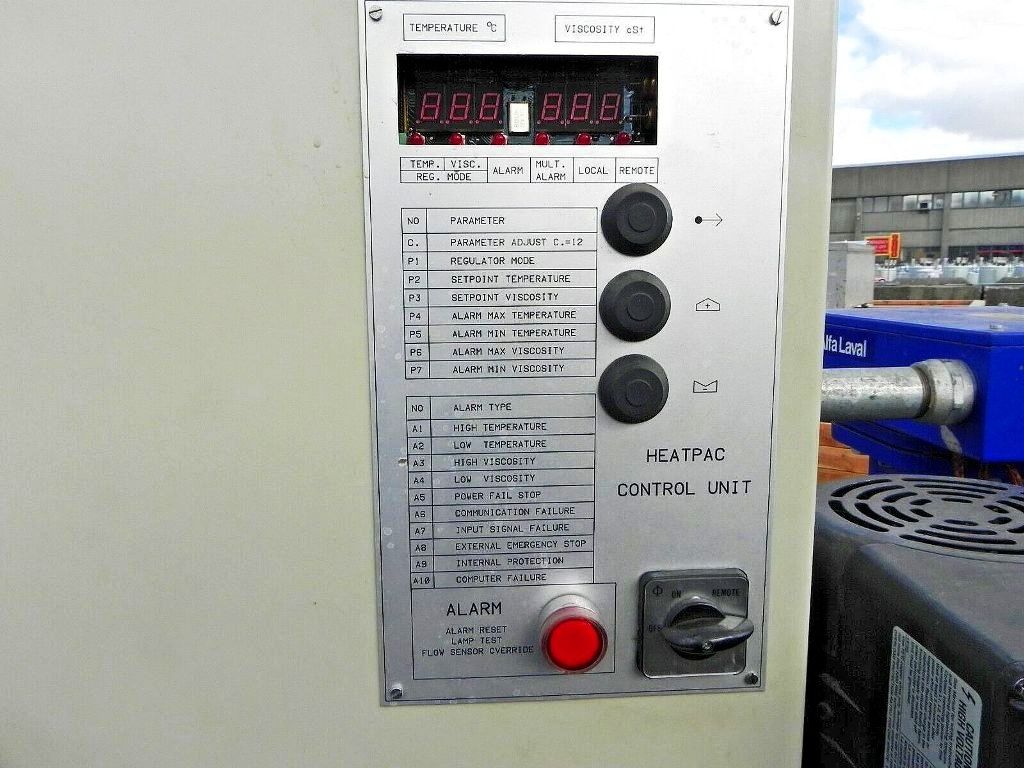 TEMPERATURE ºC
VISCOSITY cSt
8.8.8. 8.8.8.
TEMP. VISC. ALARM MULT. ALARM LOCAL REMOTE
REG. MODE
NO PARAMETER
C. PARAMETER ADJUST C.=12
P1 REGULATOR MODE
P2 SETPOINT TEMPERATURE
P3 SETPOINT VISCOSITY
P4 ALARM MAX TEMPERATURE
P5 ALARM MIN TEMPERATURE
P6 ALARM MAX VISCOSITY
P7 ALARM MIN VISCOSITY
NO ALARM TYPE
A1 HIGH TEMPERATURE
A2 LOW TEMPERATURE
A3 HIGH VISCOSITY
A4 LOW VISCOSITY
A5 POWER FAIL STOP
A6 COMMUNICATION FAILURE
A7 INPUT SIGNAL FAILURE
A8 EXTERNAL EMERGENCY STOP
A9 INTERNAL PROTECTION
A10 COMPUTER FAILURE
HEATPAC
CONTROL UNIT
ALARM
ALARM RESET
LAMP TEST
FLOW SENSOR OVERRIDE
ON REMOTE
OFF
Alfa Laval
CAUTION
HIGH VOLTAGE